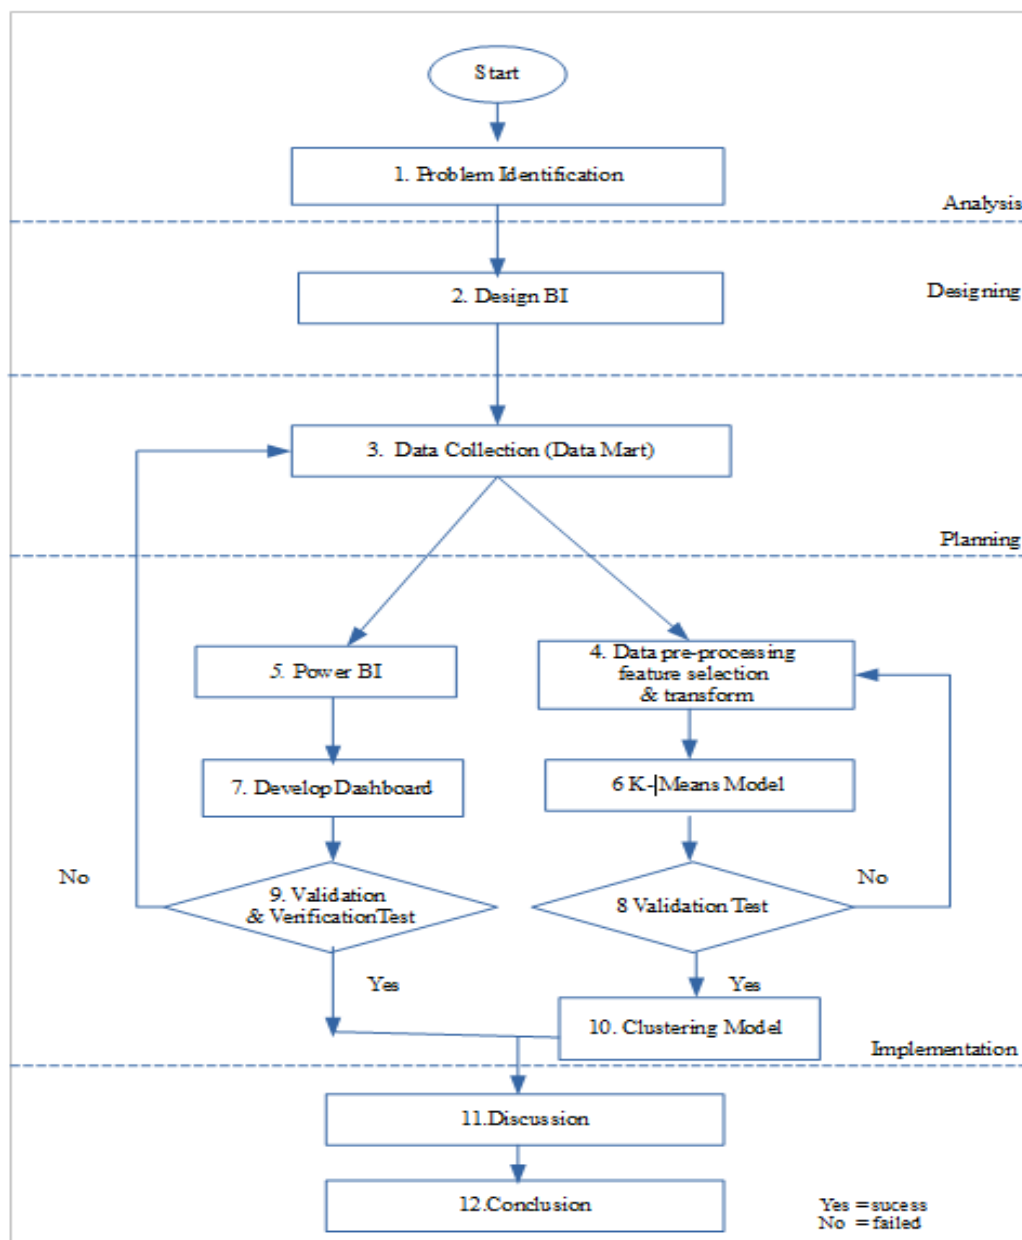 Start
1. Problem Identification
Analysis
2. Design BI
Designing
3. Data Collection (Data Mart)
Planning
5. Power BI
4. Data pre-processing
feature selection
& transform
7. Develop Dashboard
6 K-|Means Model
No
9. Validation
& VerificationTest
8 Validation Test
No
Yes
Yes
10. Clustering Model
Implementation
11.Discussion
12.Conclusion
Yes =sucess
No =failed